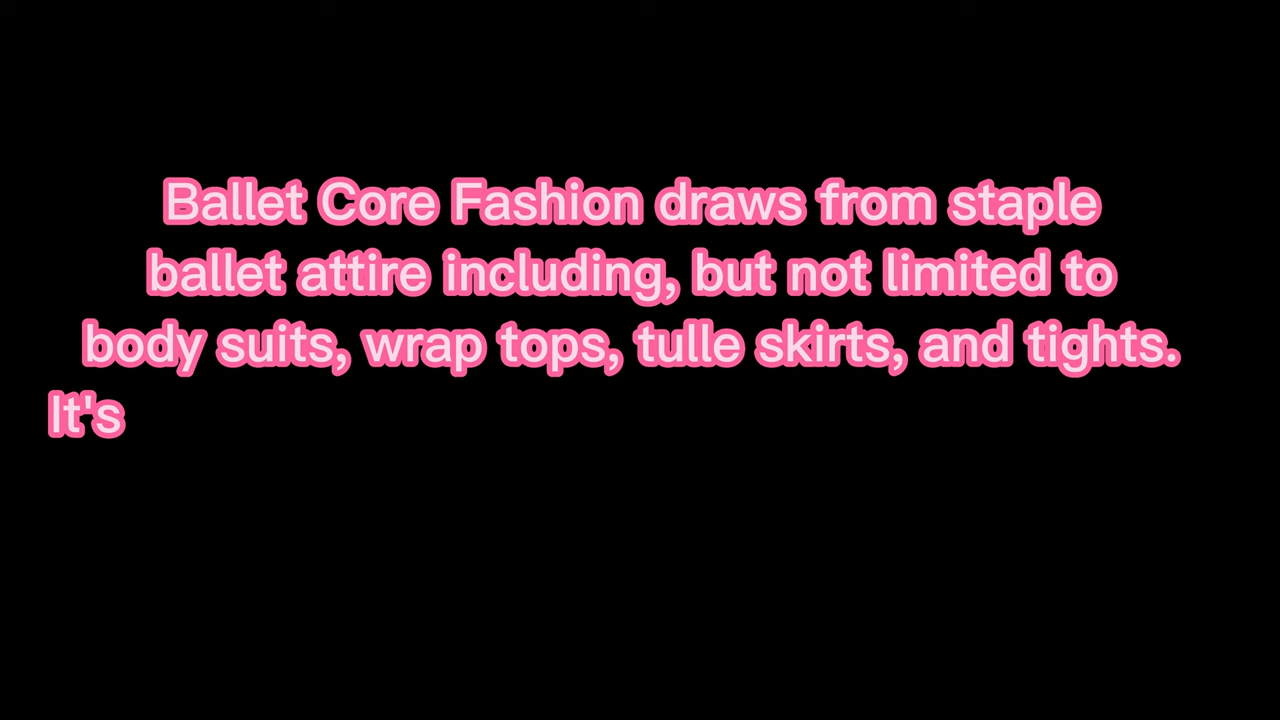 Ballet Core Fashion draws from staple
ballet attire including, but not limited to
body suits, wrap tops, tulle skirts, and tights.
It's